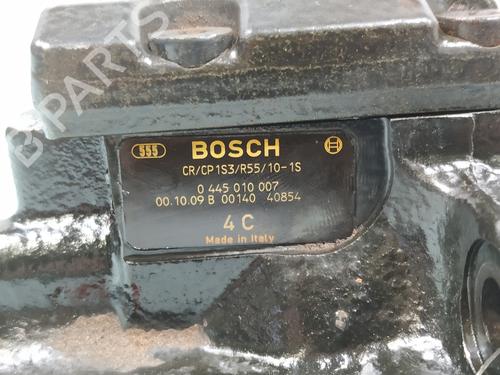 555 BOSCH
CR/CP1S3/R55/10-1S
0 445 010 007
00.10.09 B 00140 40854
4 C
Made in Italy